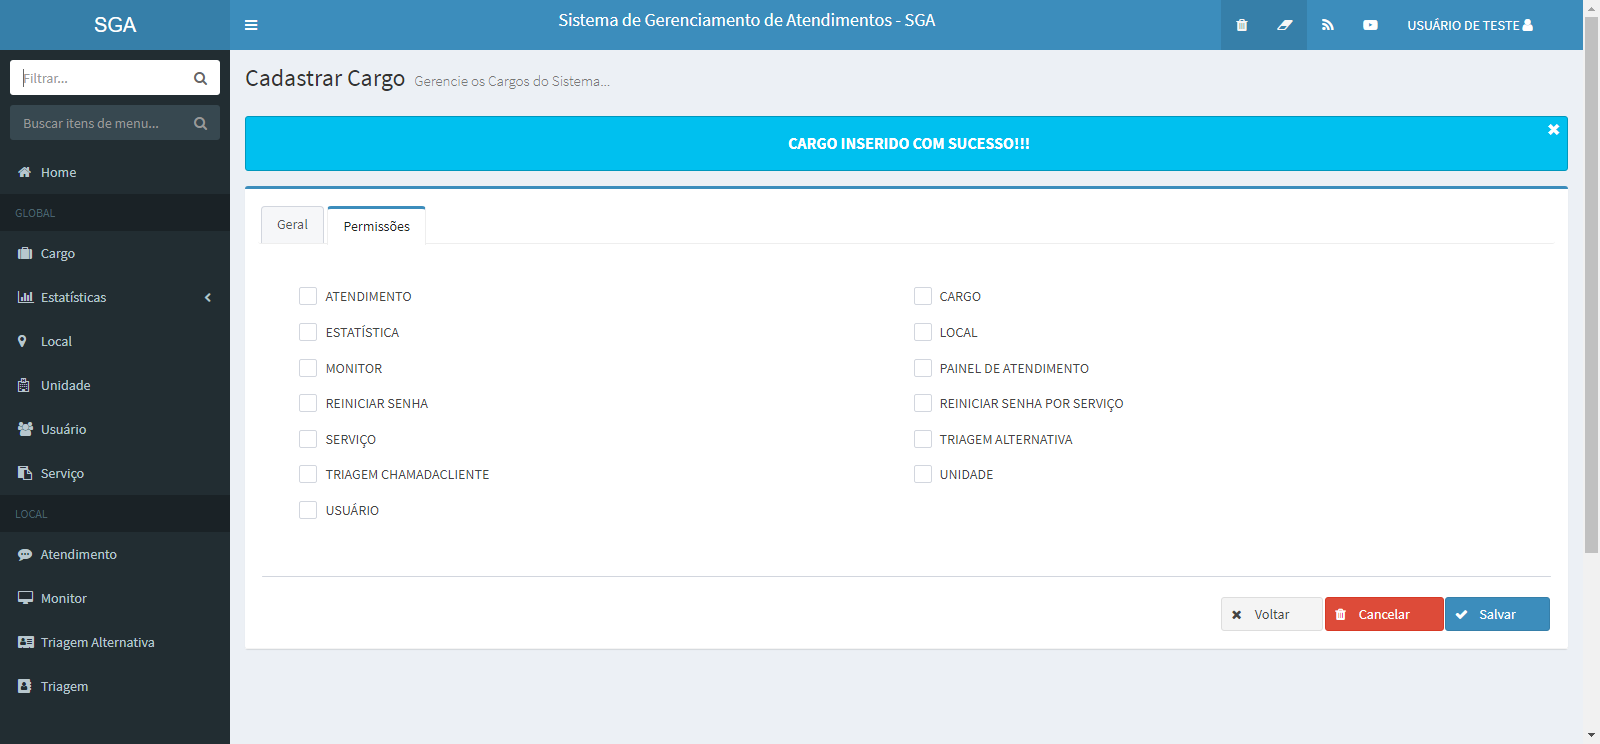 SGA
Sistema de Gerenciamento de Atendimentos - SGA
USUÁRIO DE TESTE
Filtrar...
Buscar itens de menu...
Home
GLOBAL
Cargo
Estatísticas
Local
Unidade
Usuário
Serviço
LOCAL
Atendimento
Monitor
Triagem Alternativa
Triagem
Cadastrar Cargo Gerencie os Cargos do Sistema...
CARGO INSERIDO COM SUCESSO!!!
Geral
Permissões
ATENDIMENTO
CARGO
ESTATÍSTICA
LOCAL
MONITOR
PAINEL DE ATENDIMENTO
REINICIAR SENHA
REINICIAR SENHA POR SERVIÇO
SERVIÇO
TRIAGEM ALTERNATIVA
TRIAGEM CHAMADACLIENTE
UNIDADE
USUÁRIO
Voltar
Cancelar
Salvar